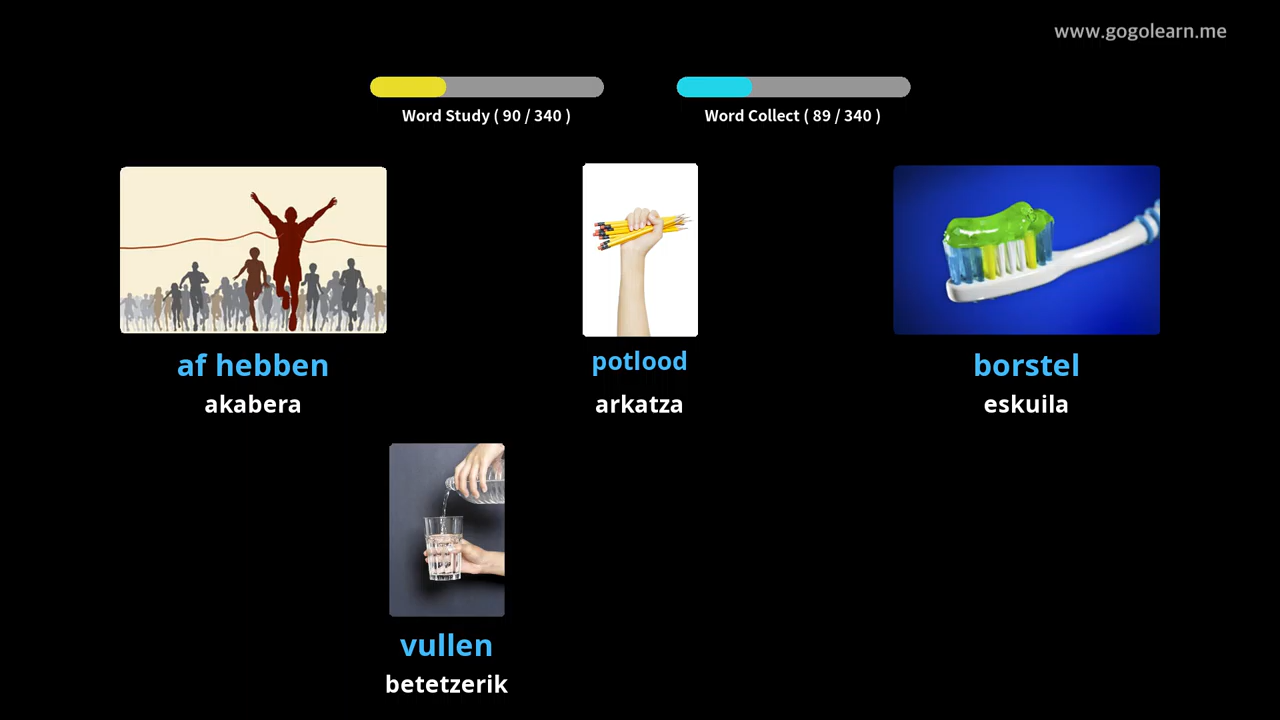 www.gogolearn.me
Word Study ( 90 / 340 )
Word Collect ( 89 / 340 )
af hebben
akabera
potlood
arkatza
borstel
eskuila
vullen
betetzerik